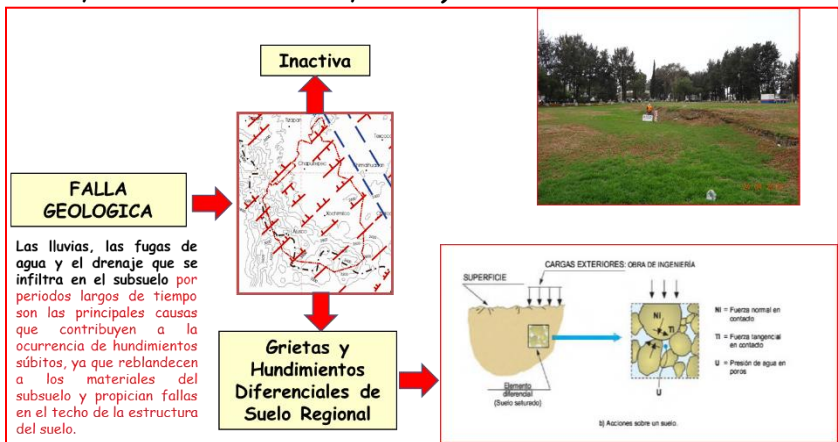 Inactiva
FALLA
GEOLOGICA
Las lluvias, las fugas de
agua y el drenaje que se
infiltra en el subsuelo por
periodos largos de tiempo
son las principales causas
que contribuyen a la
ocurrencia de hundimientos
súbitos, ya que reblandecen
a los materiales del
subsuelo y propician fallas
en el techo de la estructura
del suelo.
Chapultepec
Xochimilco
Grietas y
Hundimientos
Diferenciales de
Suelo Regional
CARGAS EXTERIORES: OBRA DE INGENIERÍA
SUPERFICIE
Elemento
diferencial
(Suelo saturado)
Ni
Ti
U
Ni = Fuerza normal en
contacto
Ti = Fuerza tangencial
en contacto
U = Presión de agua en
poros
b) Acciones sobre un suelo.